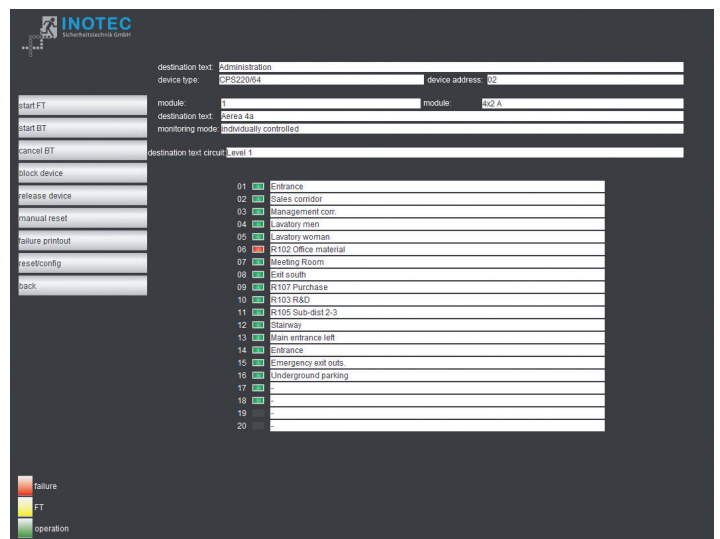 INOTEC
Sicherheitstechnik GmbH
destination text: Administration
device type: CPS220/64 device address: 02
module: 1 module: 4x2 A
destination text: Aerea 4a
monitoring mode: individually controlled
destination text circuit: Level 1
start FT
start BT
cancel BT
block device
release device
manual reset
failure printout
reset/config
back
01 Entrance
02 Sales corridor
03 Management corr.
04 Lavatory men
05 Lavatory woman
06 R102 Office material
07 Meeting Room
08 Exit south
09 R107 Purchase
10 R103 R&D
11 R105 Sub-dist 2-3
12 Stairway
13 Main entrance left
14 Entrance
15 Emergency exit outs.
16 Underground parking
17 -
18 -
19 -
20 -
failure
FT
operation